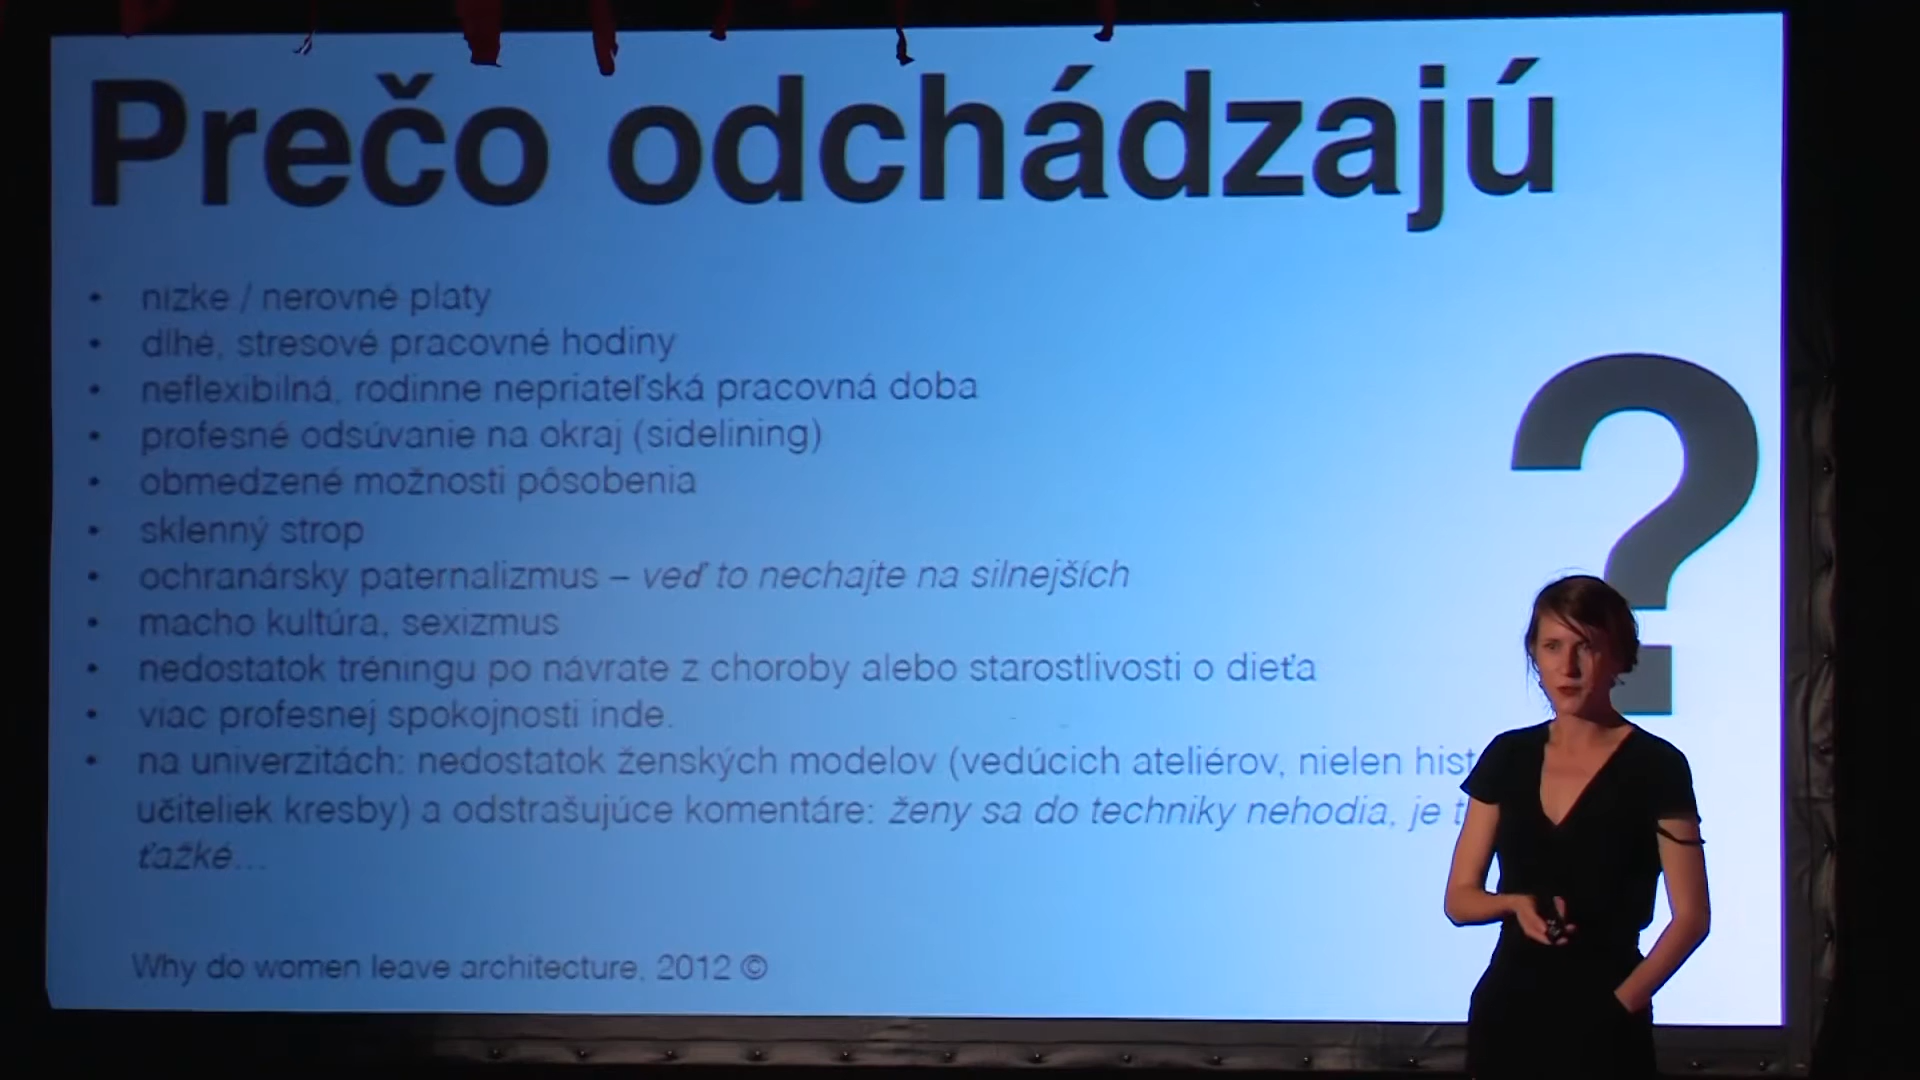 Prečo odchádzajú
?
• nízke / nerovné platy
• dlhé, stresové pracovné hodiny
• neflexibilná, rodinne nepriateľská pracovná doba
• profesné odsúvanie na okraj (sidelining)
• obmedzené možnosti pôsobenia
• sklenný strop
• ochranársky paternalizmus – veď to nechajte na silnejších
• macho kultúra, sexizmus
• nedostatok tréningu po návrate z choroby alebo starostlivosti o dieťa
• viac profesnej spokojnosti inde.
• na univerzitách: nedostatok ženských modelov (vedúcich ateliérov, nielen
učiteliek kresby) a odstrašujúce komentáre: ženy sa do techniky nehodia, je
ťažké...
Why do women leave architecture, 2012 ©